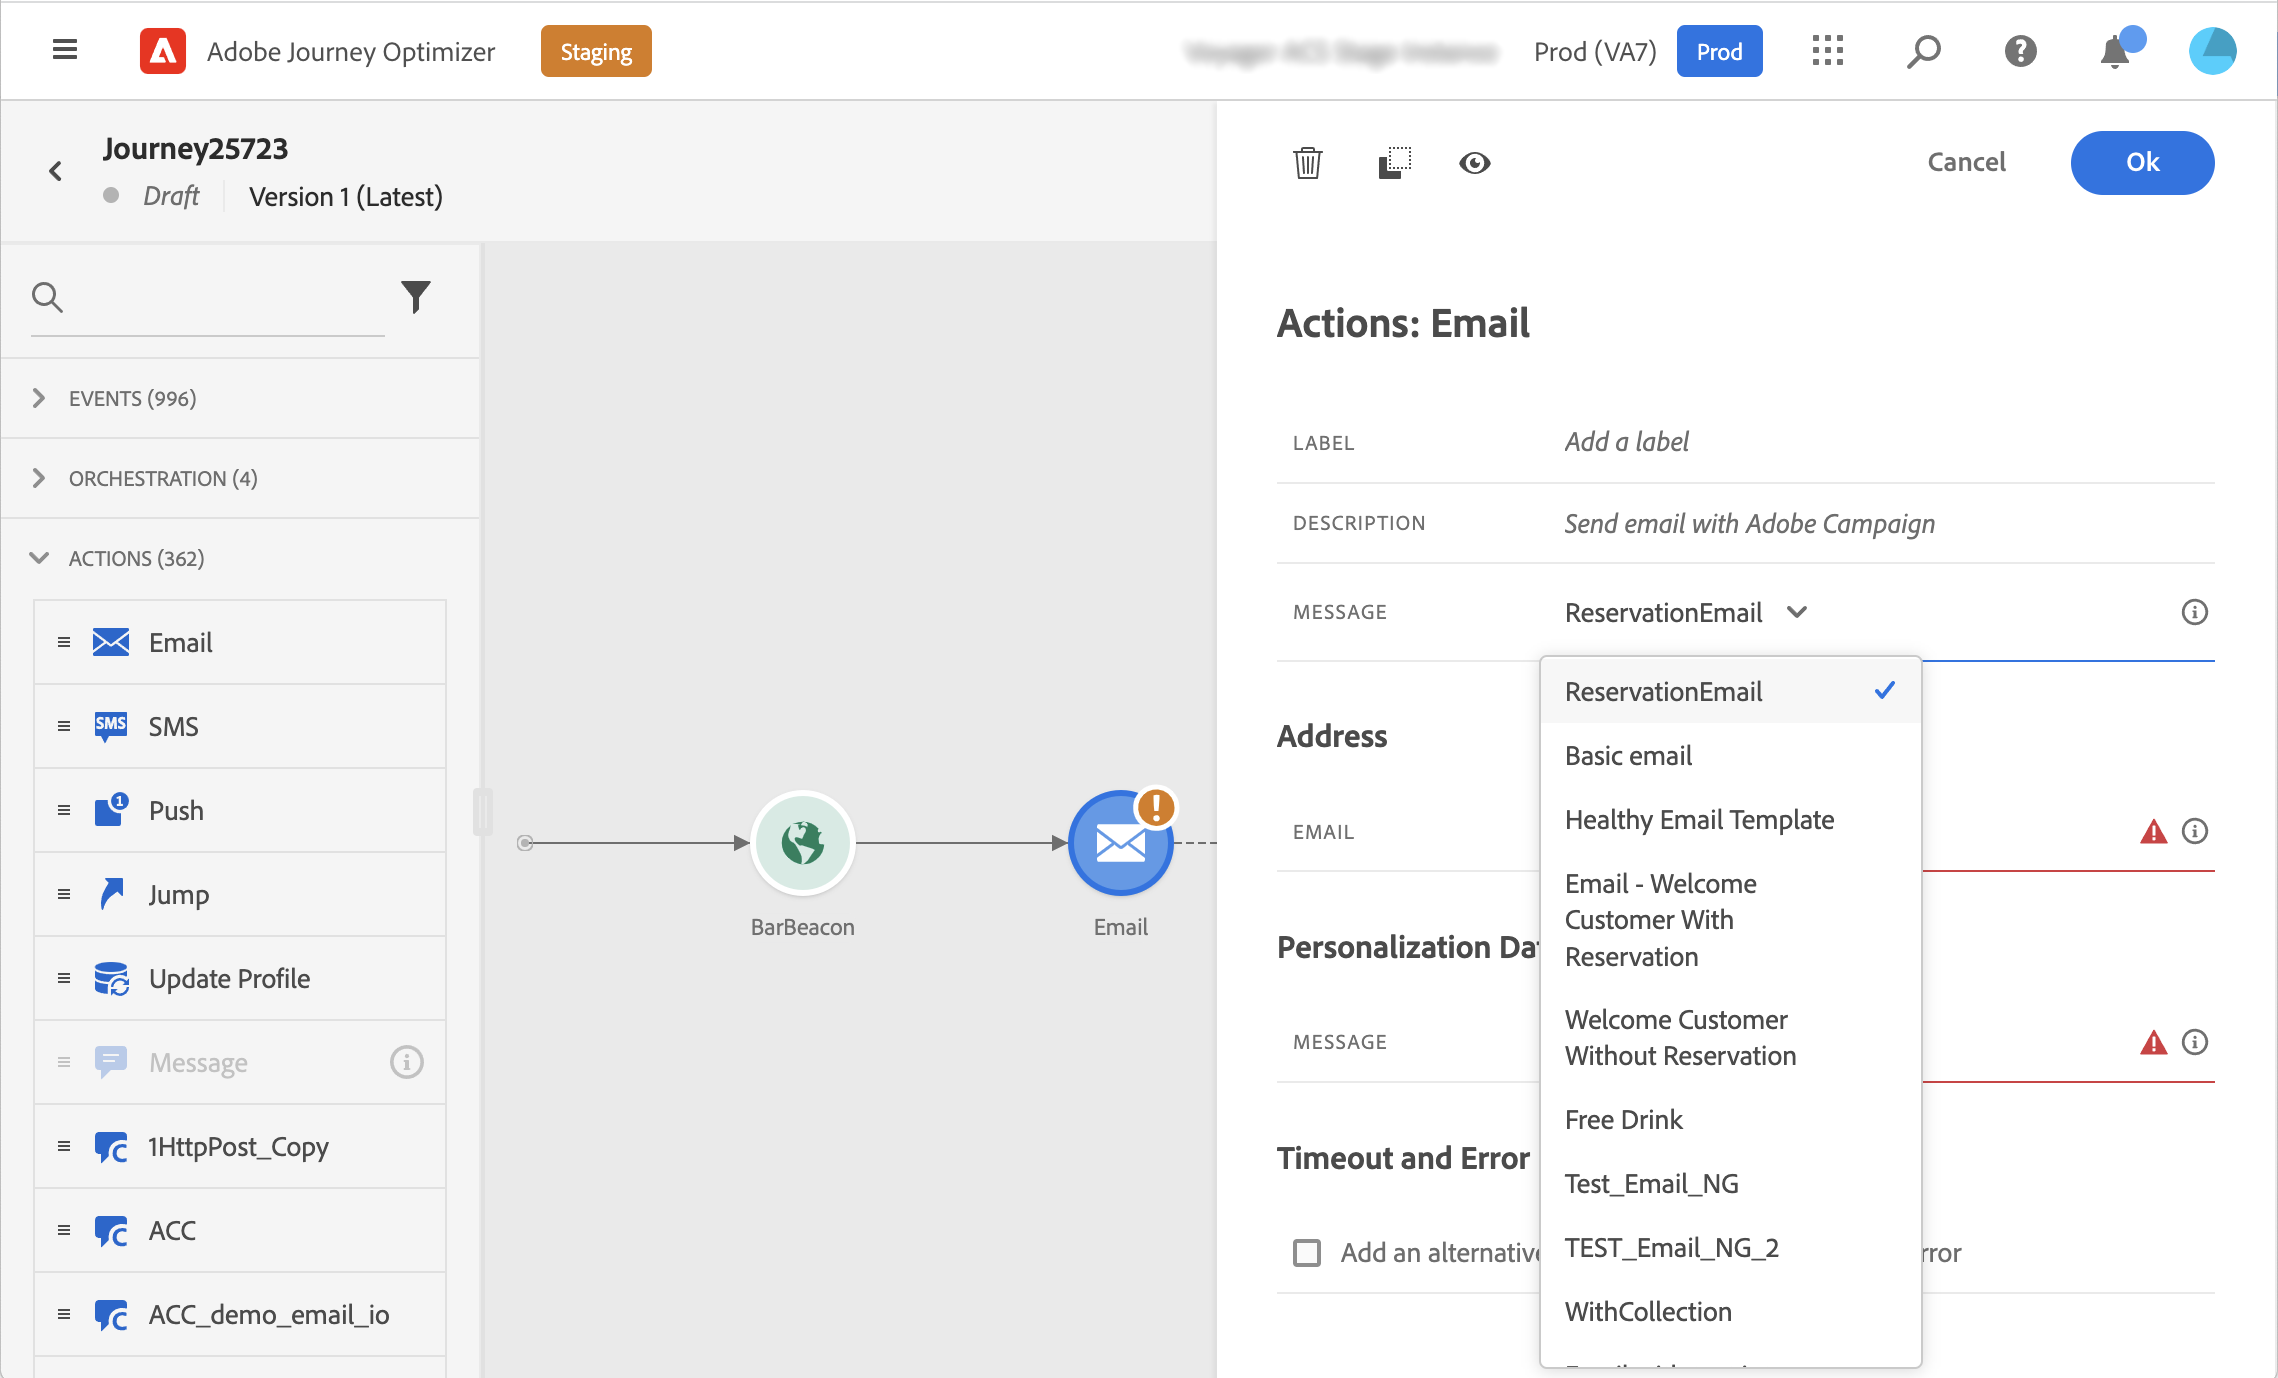 Adobe Journey Optimizer
Staging
Prod (VA7)
Prod
Journey25723
Draft
Version 1 (Latest)
Cancel
Ok
EVENTS (996)
ORCHESTRATION (4)
ACTIONS (362)
Email
SMS
SMS
1
Push
Jump
Update Profile
Message
1HttpPost_Copy
ACC
ACC_demo_email_io
BarBeacon
Email
Actions: Email
LABEL
Add a label
DESCRIPTION
Send email with Adobe Campaign
MESSAGE
ReservationEmail
ReservationEmail
Basic email
Healthy Email Template
Email - Welcome
Customer With
Reservation
Welcome Customer
Without Reservation
Free Drink
Test_Email_NG
TEST_Email_NG_2
WithCollection
Address
EMAIL
Personalization Da
MESSAGE
Timeout and Error
Add an alternativ
rror